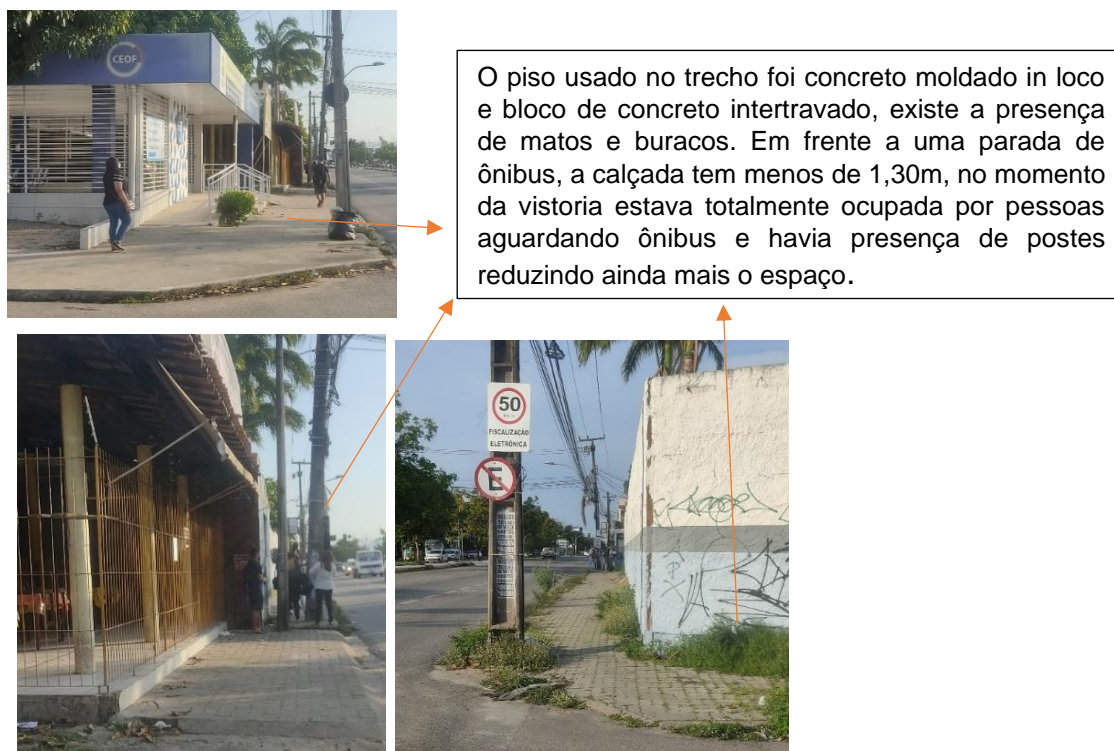 CEOF
O piso usado no trecho foi concreto moldado in loco
e bloco de concreto intertravado, existe a presença
de matos e buracos. Em frente a uma parada de
ônibus, a calçada tem menos de 1,30m, no momento
da vistoria estava totalmente ocupada por pessoas
aguardando ônibus e havia presença de postes
reduzindo ainda mais o espaço.
50
FISCALIZAÇÃO
ELETRÔNICA
E